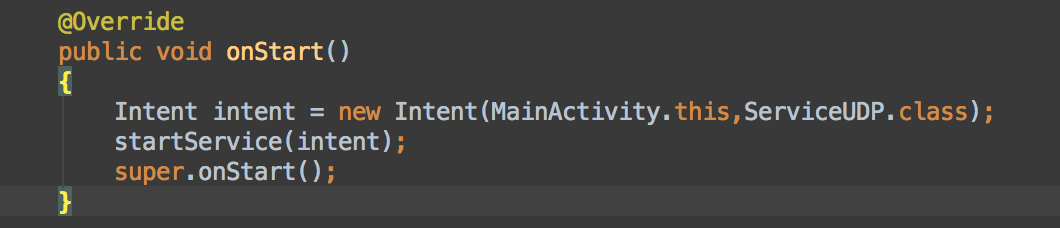 @Override
public void onStart()
{
Intent intent = new Intent(MainActivity.this,ServiceUDP.class);
startService(intent);
super.onStart();
}